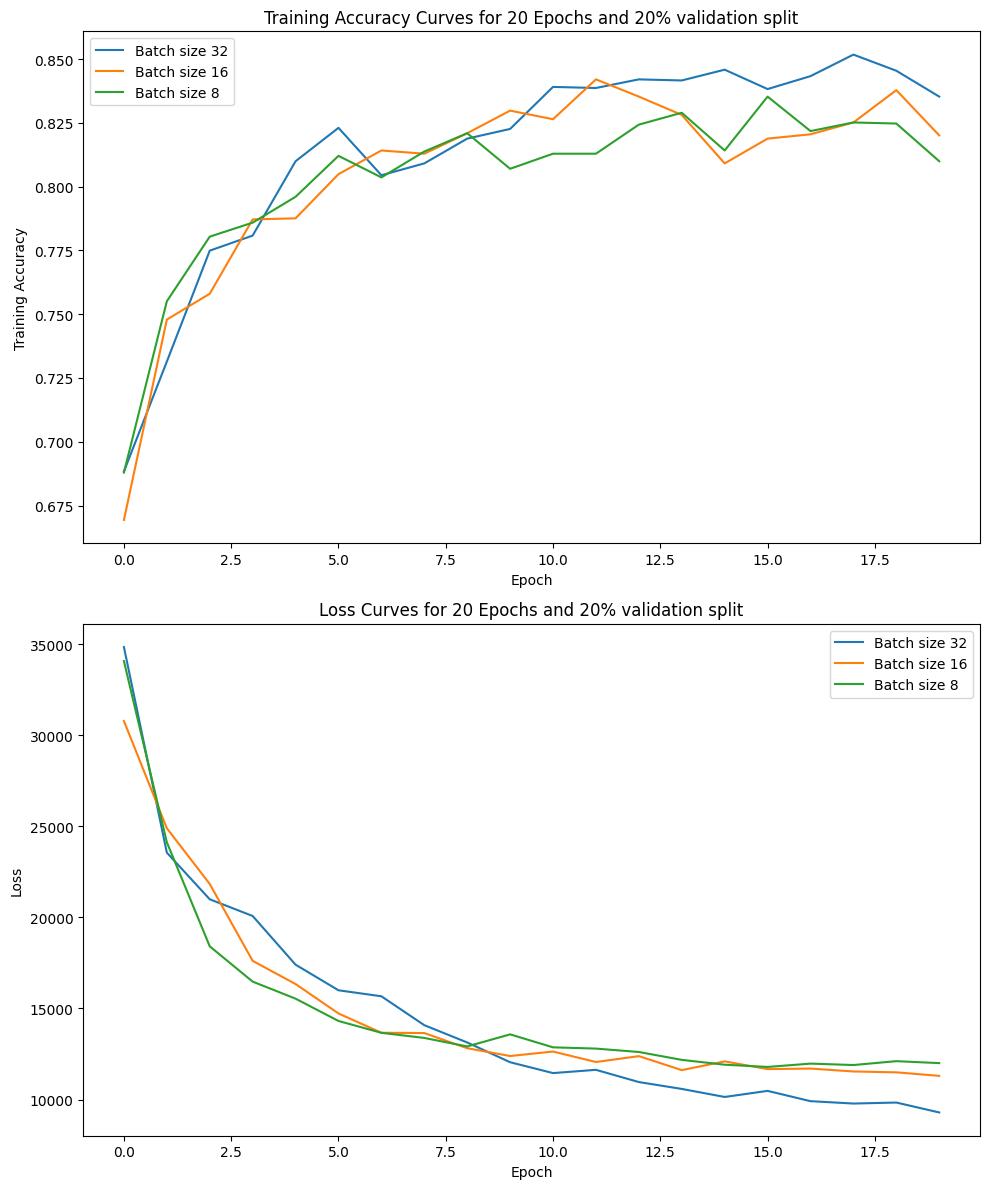 Training Accuracy Curves for 20 Epochs and 20% validation split
Batch size 32
Batch size 16
Batch size 8
Training Accuracy
0.850
0.825
0.800
0.775
0.750
0.725
0.700
0.675
0.0 2.5 5.0 7.5 10.0 12.5 15.0 17.5
Epoch
Loss Curves for 20 Epochs and 20% validation split
Batch size 32
Batch size 16
Batch size 8
Loss
35000
30000
25000
20000
15000
10000
0.0 2.5 5.0 7.5 10.0 12.5 15.0 17.5
Epoch